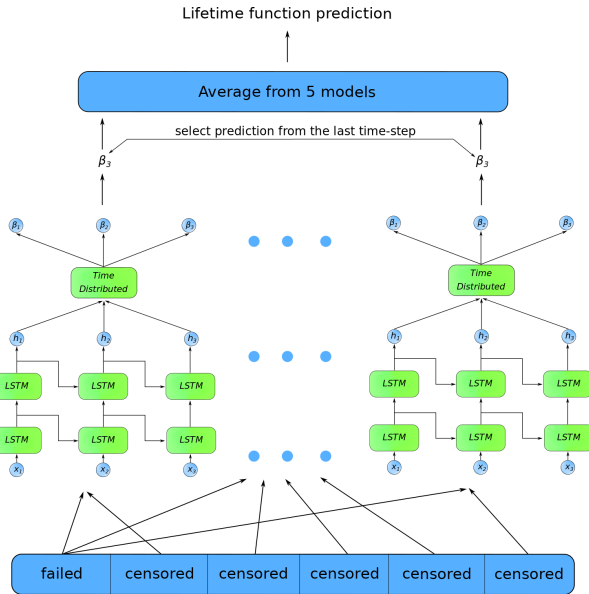 Lifetime function prediction
Average from 5 models
select prediction from the last time-step
β3 β3
β1 β2 β3 β1 β2 β3
Time
Distributed
Time
Distributed
h1 h2 h3 h1 h2 h3
LSTM LSTM LSTM LSTM LSTM LSTM
LSTM LSTM LSTM LSTM LSTM LSTM
x1 x2 x3 x1 x2 x3
failed censored censored censored censored censored